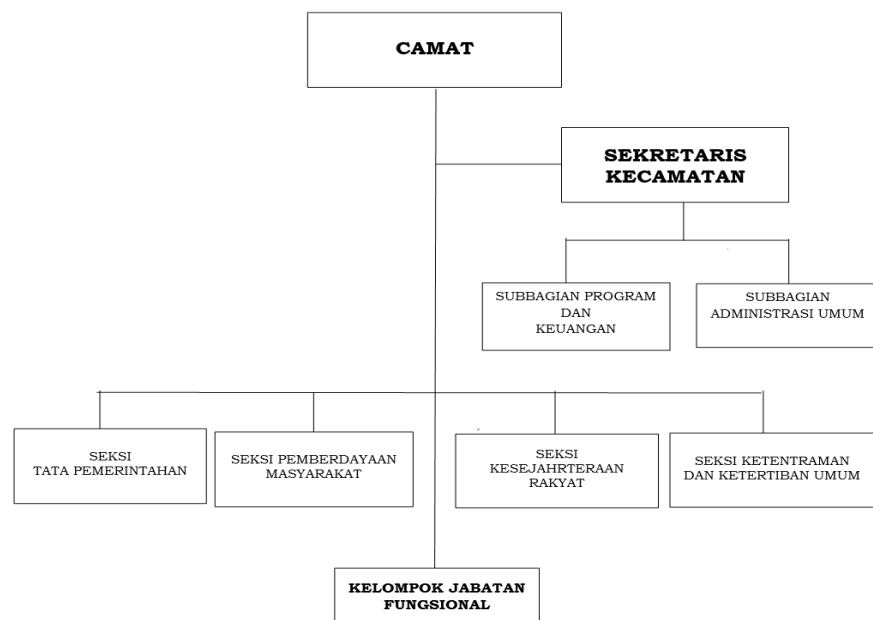 CAMAT
SEKRETARIS
KECAMATAN
SUBBAGIAN PROGRAM
DAN
KEUANGAN
SUBBAGIAN
ADMINISTRASI UMUM
SEKSI
TATA PEMERINTAHAN
SEKSI PEMBERDAYAAN
MASYARAKAT
SEKSI
KESEJAHRTERAAN
RAKYAT
SEKSI KETENTRAMAN
DAN KETERTIBAN UMUM
KELOMPOK JABATAN
FUNGSIONAL